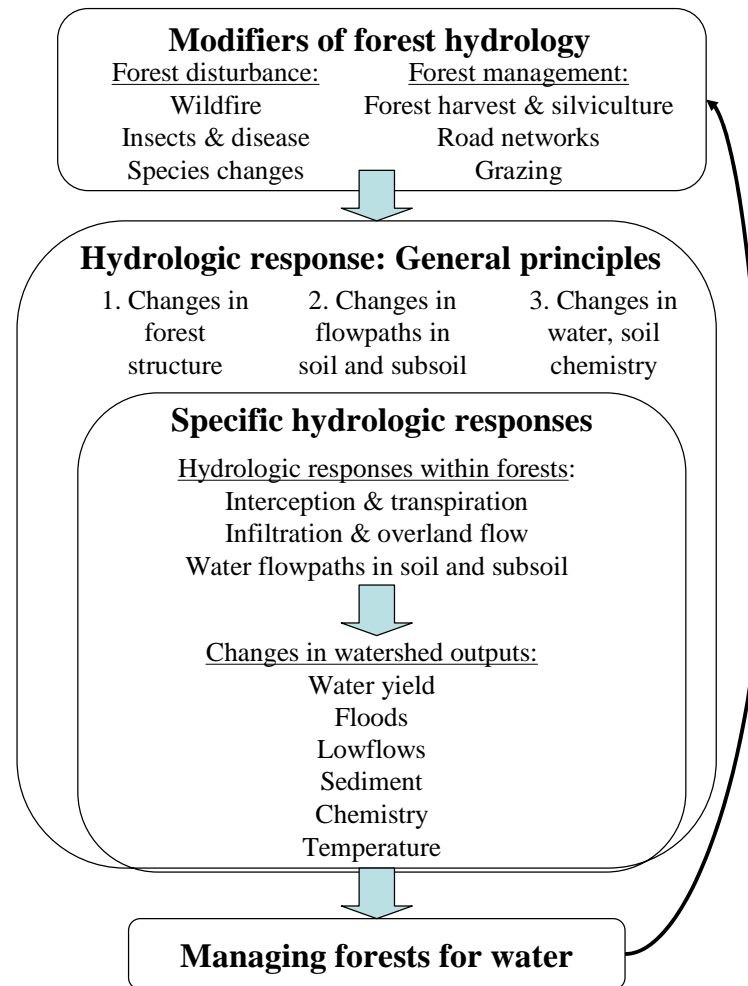 Modifiers of forest hydrology
Forest disturbance:
Wildfire
Insects & disease
Species changes
Forest management:
Forest harvest & silviculture
Road networks
Grazing
Hydrologic response: General principles
1. Changes in
forest
structure
2. Changes in
flowpaths in
soil and subsoil
3. Changes in
water, soil
chemistry
Specific hydrologic responses
Hydrologic responses within forests:
Interception & transpiration
Infiltration & overland flow
Water flowpaths in soil and subsoil
Changes in watershed outputs:
Water yield
Floods
Lowflows
Sediment
Chemistry
Temperature
Managing forests for water